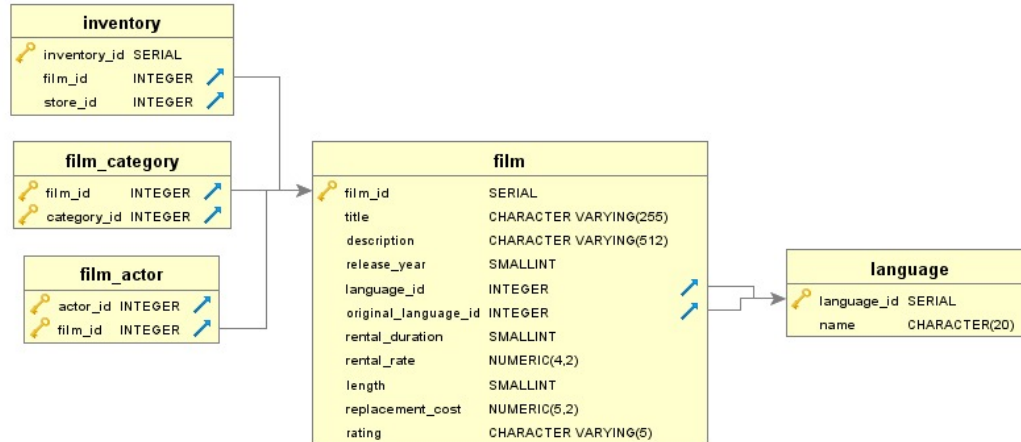 inventory
inventory_id SERIAL
film_id INTEGER
store_id INTEGER
film_category
film_id INTEGER
category_id INTEGER
film_actor
actor_id INTEGER
film_id INTEGER
film
film_id SERIAL
title CHARACTER VARYING(255)
description CHARACTER VARYING(512)
release_year SMALLINT
language_id INTEGER
original_language_id INTEGER
rental_duration SMALLINT
rental_rate NUMERIC(4,2)
length SMALLINT
replacement_cost NUMERIC(5,2)
rating CHARACTER VARYING(5)
language
language_id SERIAL
name CHARACTER(20)